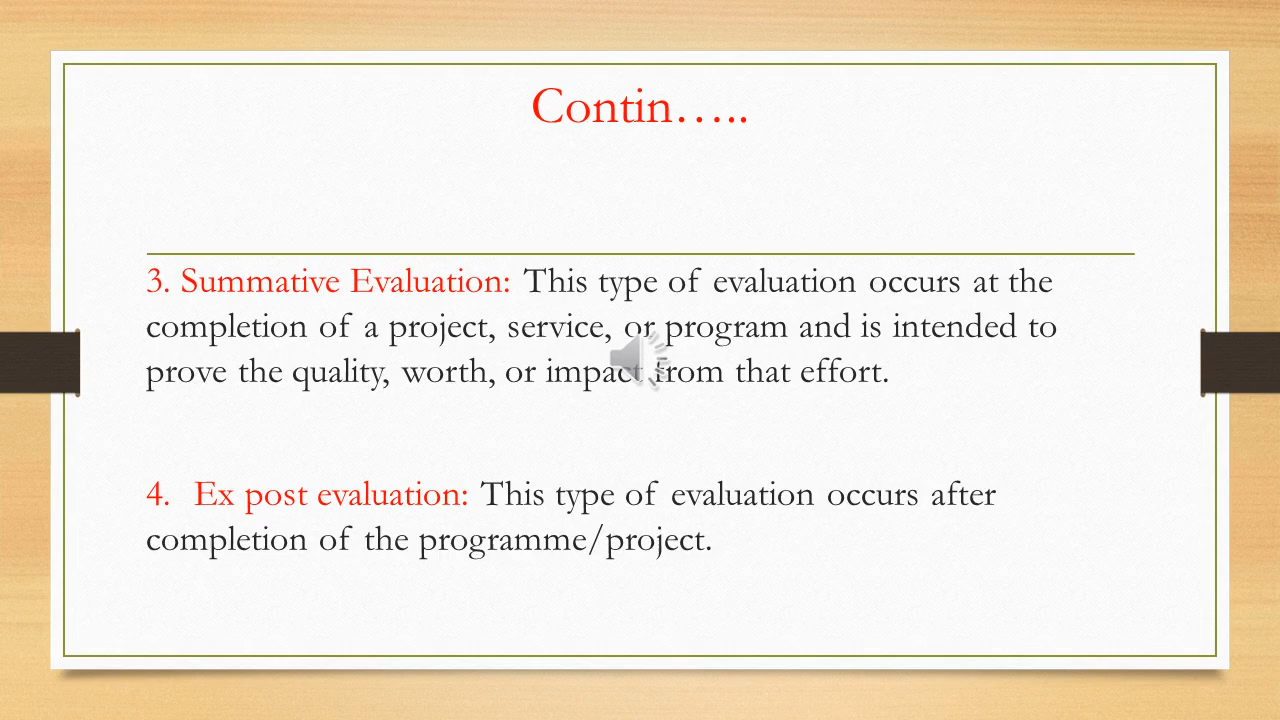 Contin.….
3. Summative Evaluation: This type of evaluation occurs at the
completion of a project, service, or program and is intended to
prove the quality, worth, or impact from that effort.
4. Ex post evaluation: This type of evaluation occurs after
completion of the programme/project.